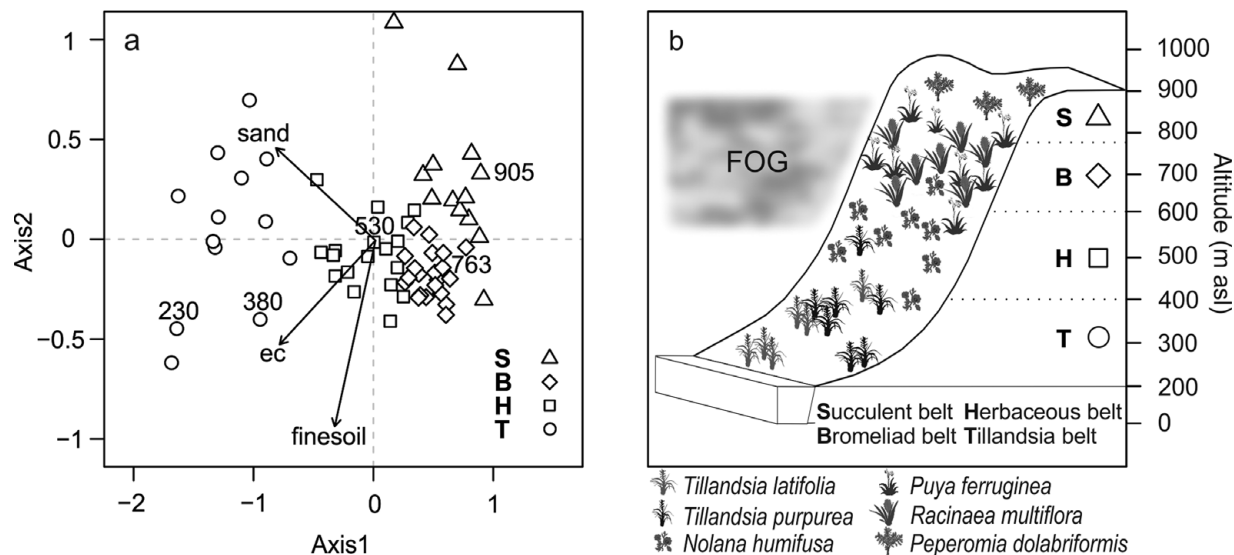 a
1
0.5
0
−0.5
−1
Axis2
−2
−1
0
1
Axis1
sand
530
905
763
230
380
ec
finesoil
S
B
H
T
b
FOG
1000
900
800
700
600
500
400
300
200
0
Altitude (m asl)
S
B
H
T
Succulent belt Herbaceous belt
Bromeliad belt Tillandsia belt
Tillandsia latifolia
Puya ferruginea
Tillandsia purpurea
Racinaea multiflora
Nolana humifusa
Peperomia dolabriformis